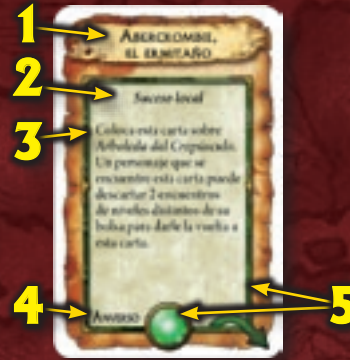 1
ABERCROMBIE,
EL ERMITAÑO
2
Suceso local
3
Coloca esta carta sobre
Arboleda del Crepúsculo.
Un personaje que se
encuentre esta carta puede
descartar 2 encuentros
de niveles distintos de su
bolsa para darle la vuelta a
esta carta.
4
ANVERSO
5